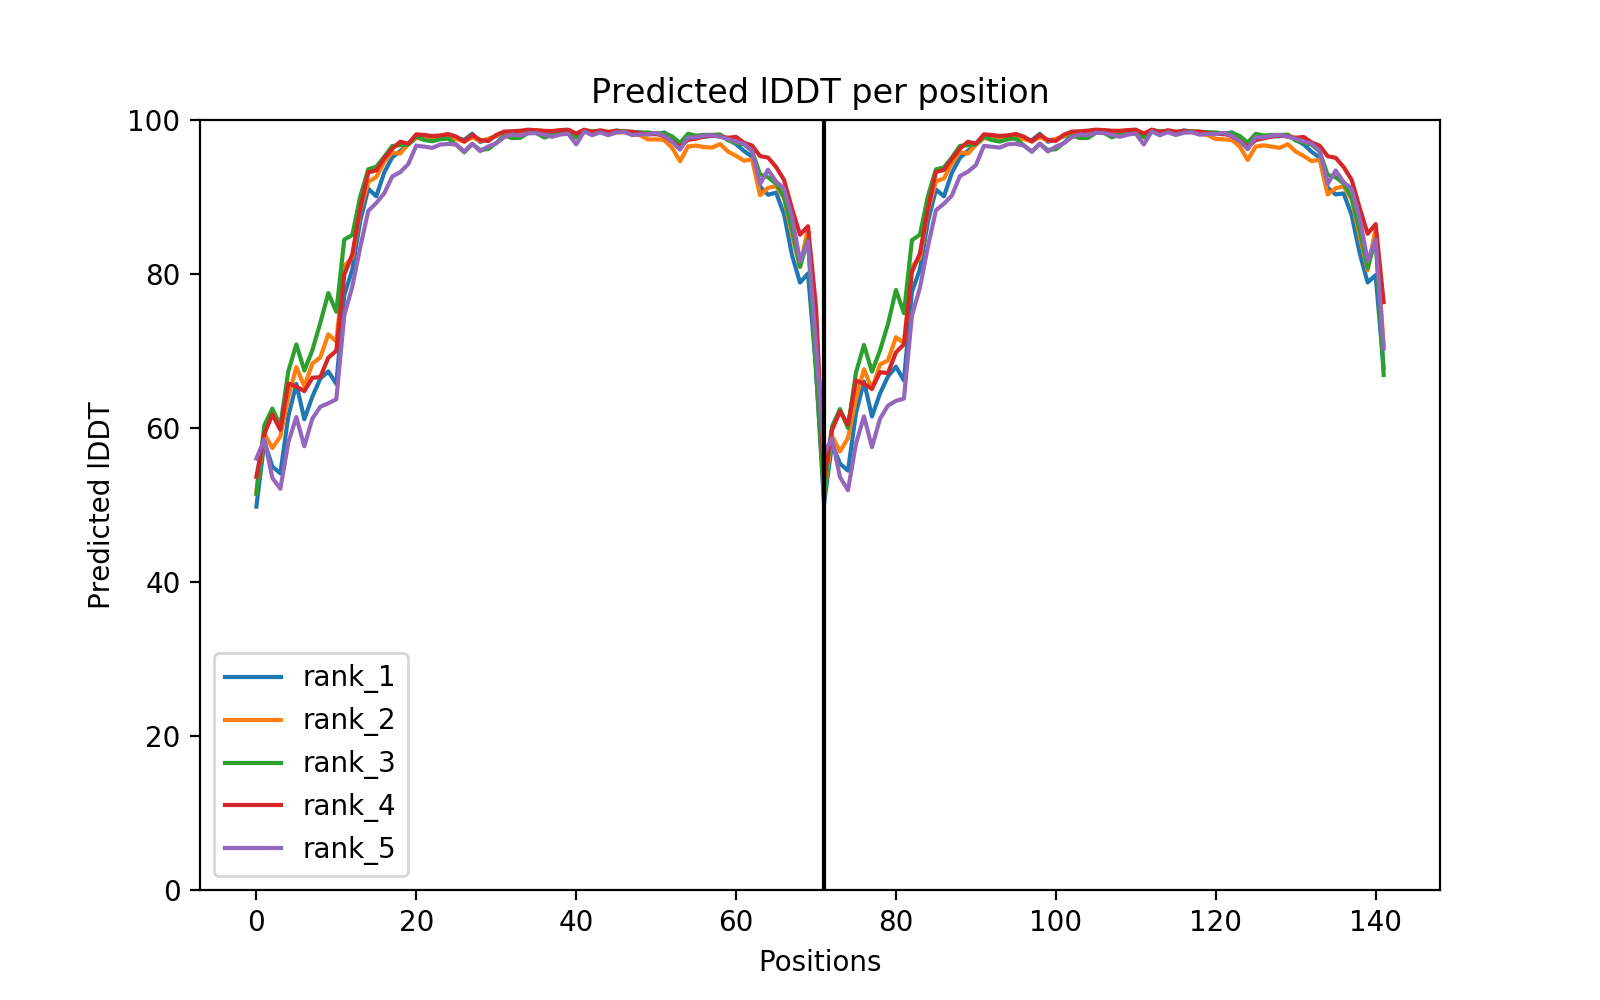 Predicted lDDT per position
100
80
60
40
20
0
Predicted lDDT
rank_1
rank_2
rank_3
rank_4
rank_5
0 20 40 60 80 100 120 140
Positions